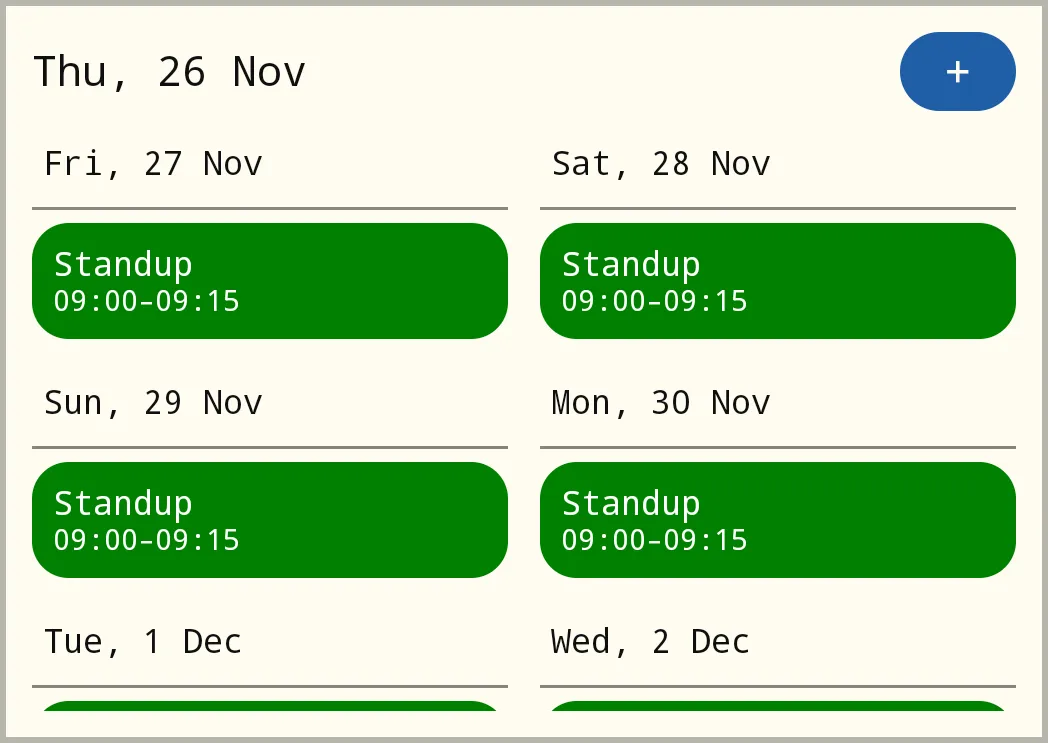 Thu, 26 Nov
+
Fri, 27 Nov
Standup
09:00–09:15
Sat, 28 Nov
Standup
09:00–09:15
Sun, 29 Nov
Standup
09:00–09:15
Mon, 30 Nov
Standup
09:00–09:15
Tue, 1 Dec
Wed, 2 Dec